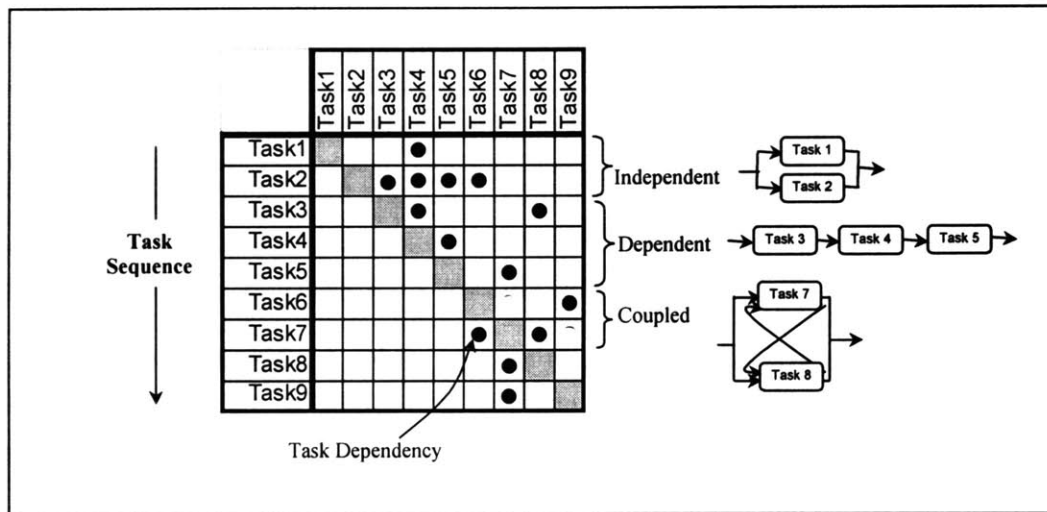 Task1
Task2
Task3
Task4
Task5
Task6
Task7
Task8
Task9
Task1
Task2
Task3
Task4
Task5
Task6
Task7
Task8
Task9
Task
Sequence
Independent
Dependent
Coupled
Task 1
Task 2
Task 3 Task 4 Task 5
Task 7
Task 8
Task Dependency